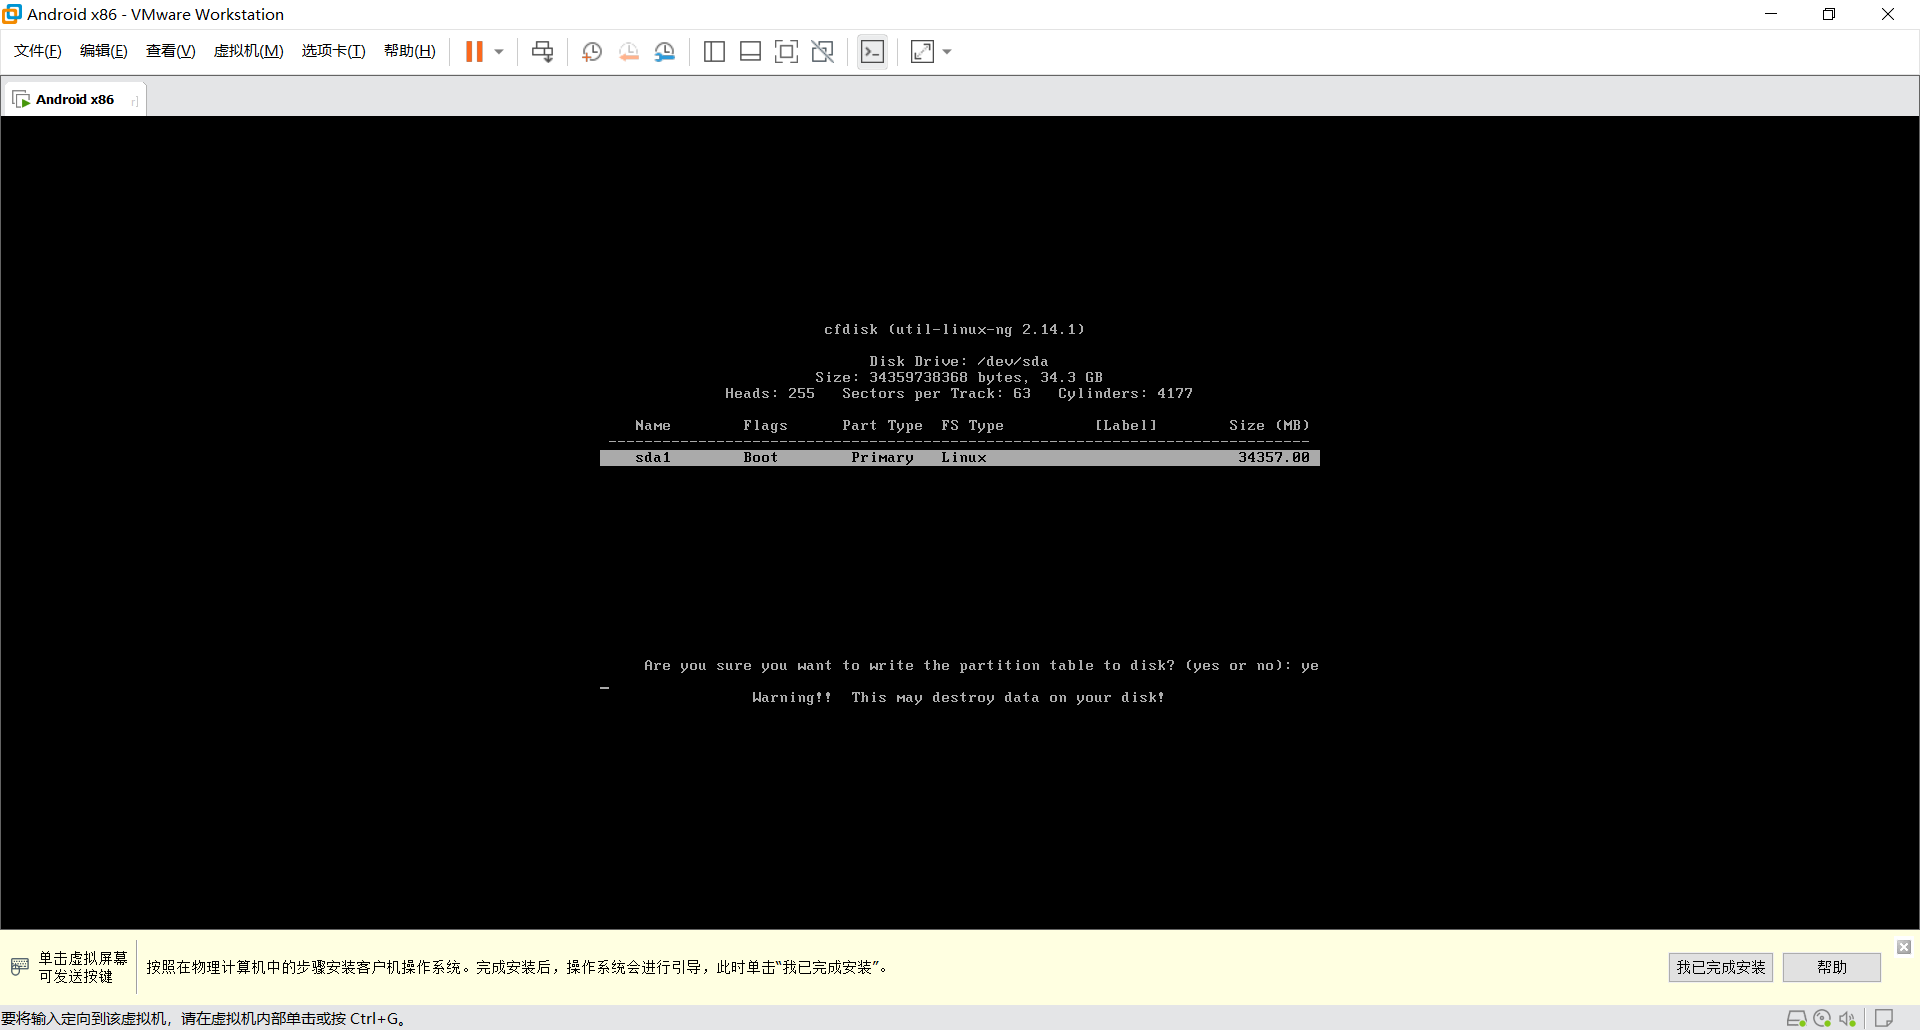 Android x86 - VMware Workstation
文件(F) 编辑(E) 查看(V) 虚拟机(M) 选项卡(T) 帮助(H)
Android x86
cfdisk (util-linux-ng 2.14.1)
Disk Drive: /dev/sda
Size: 34359738368 bytes, 34.3 GB
Heads: 255 Sectors per Track: 63 Cylinders: 4177
Name Flags Part Type FS Type [Label] Size (MB)
sda1 Boot Primary Linux 34357.00
Are you sure you want to write the partition table to disk? (yes or no): ye
Warning!! This may destroy data on your disk!
单击虚拟屏幕
可发送按键
按照在物理计算机中的步骤安装客户机操作系统。完成安装后，操作系统会进行引导，此时单击“我已完成安装”。
我已完成安装 帮助
要将输入定向到该虚拟机，请在虚拟机内部单击或按 Ctrl+G。